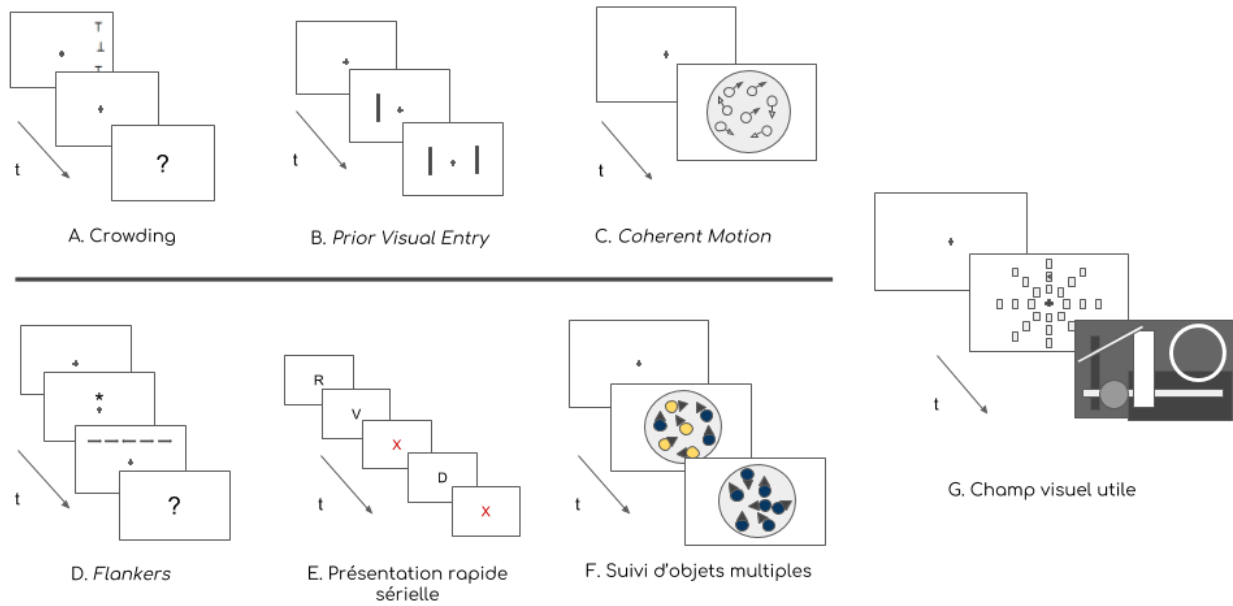 T
⊥
T
?
t
A. Crowding
t
B. Prior Visual Entry
t
C. Coherent Motion
*
?
t
D. Flankers
R
V
X
D
X
t
E. Présentation rapide
sérielle
t
F. Suivi d'objets multiples
t
G. Champ visuel utile